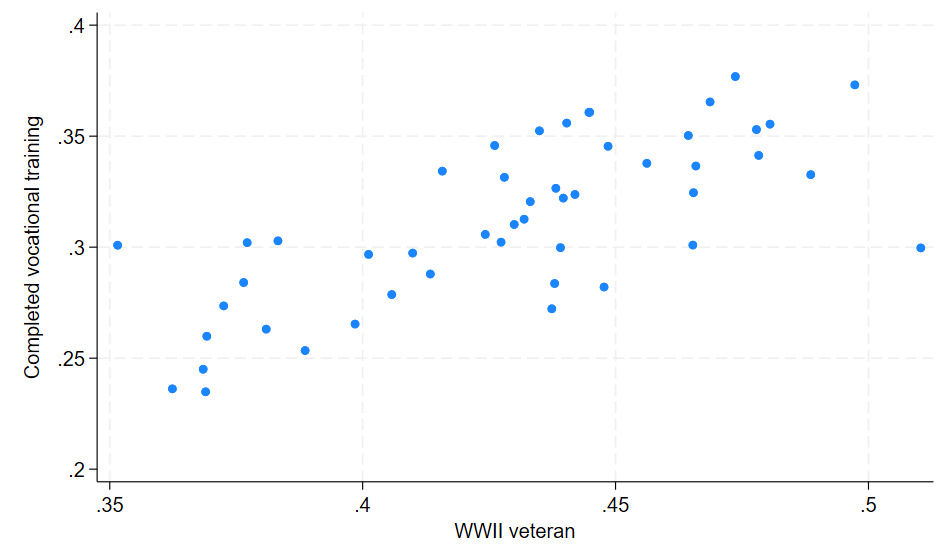 Completed vocational training
.4
.35
.3
.25
.2
.35 .4 .45 .5
WWII veteran